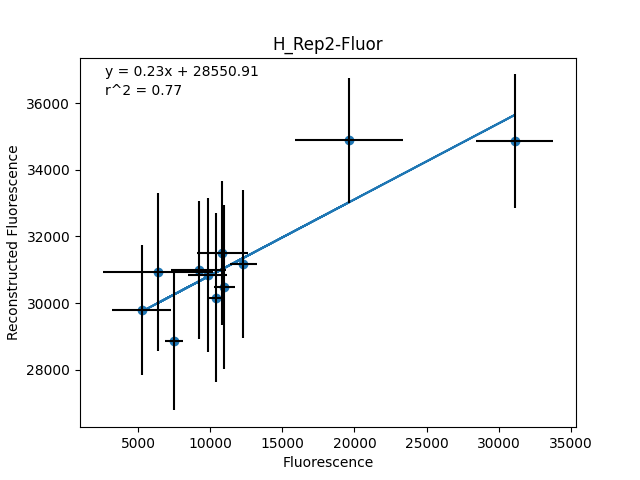 H_Rep2-Fluor
y = 0.23x + 28550.91
r^2 = 0.77
36000
34000
32000
30000
28000
Reconstructed Fluorescence
5000 10000 15000 20000 25000 30000 35000
Fluorescence